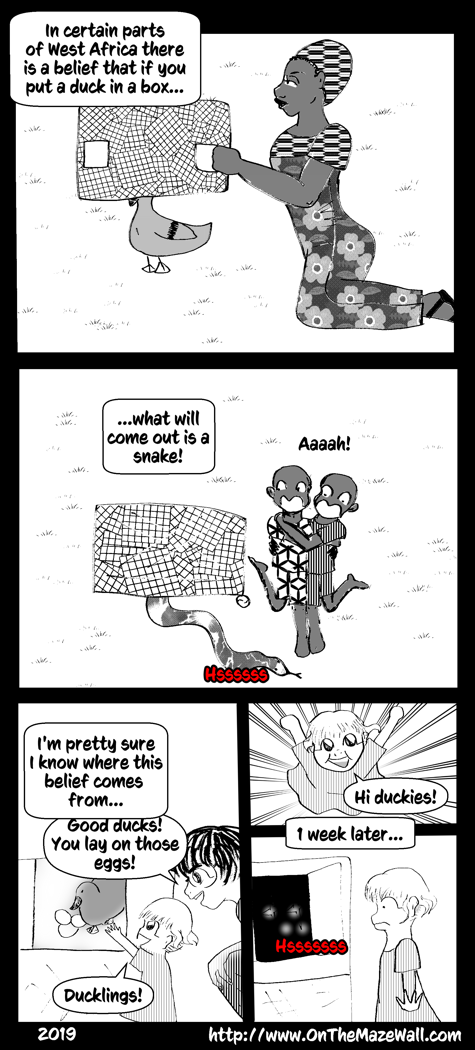 In certain parts
of West Africa there
is a belief that if you
put a duck in a box...
...what will
come out is a
snake!
Aaaah!
Hssssss
I'm pretty sure
I know where this
belief comes
from...
Good ducks!
You lay on those
eggs!
Ducklings!
Hi duckies!
1 week later...
Hsssssss
2019
http://www.OnTheMazeWall.com/